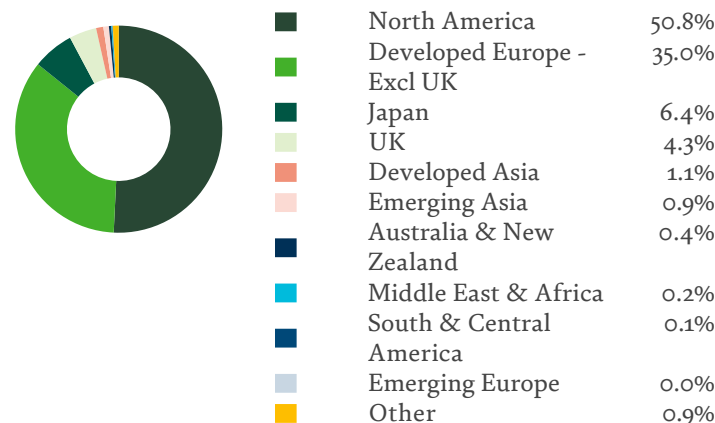 North America 50.8%
Developed Europe - 35.0%
Excl UK
Japan 6.4%
UK 4.3%
Developed Asia 1.1%
Emerging Asia 0.9%
Australia & New 0.4%
Zealand
Middle East & Africa 0.2%
South & Central 0.1%
America
Emerging Europe 0.0%
Other 0.9%